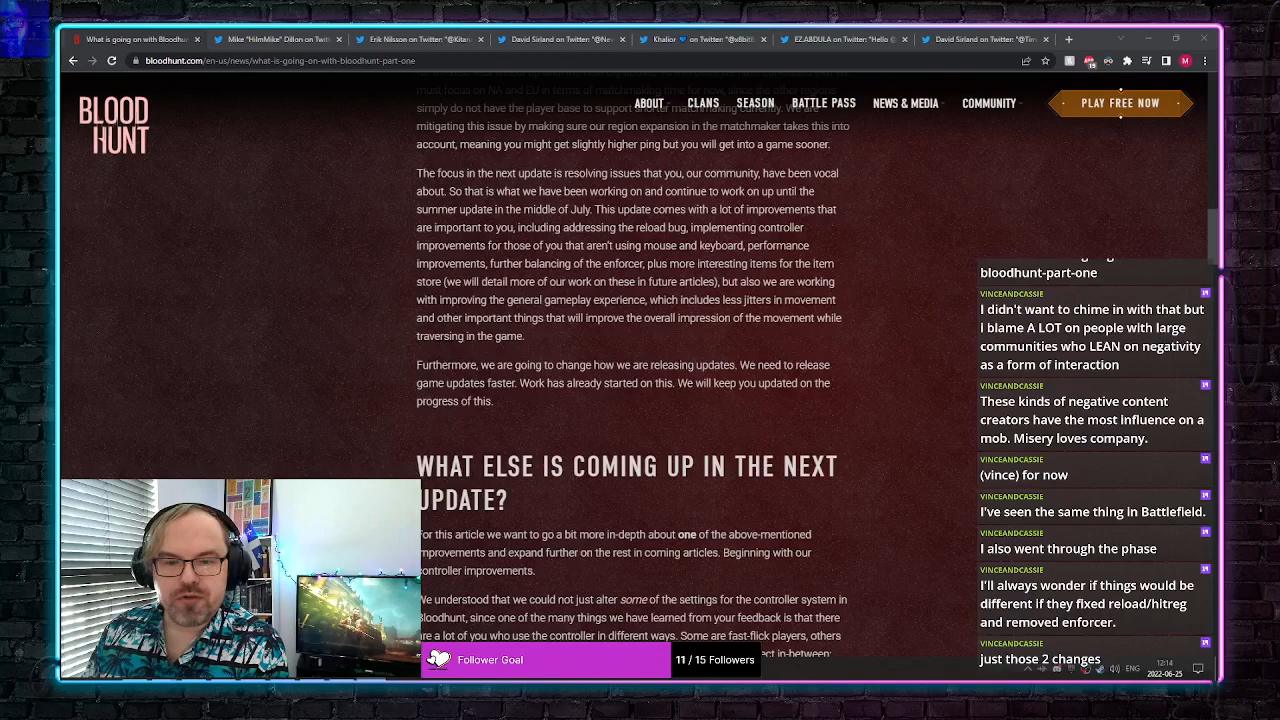 What is going on with Bloodhun
Mike "HilmMike" Dillon on Twitt
Erik Nilsson on Twitter: "@Kitana
David Sirland on Twitter: "@Nev
Khalior 💙 on Twitter: "@x8bit
EZ.ABDULA on Twitter: "Hello @
David Sirland on Twitter: "@Tim
bloodhunt.com/en-us/news/what-is-going-on-with-bloodhunt-part-one
BLOOD
HUNT
ABOUT
CLANS
SEASON
BATTLE PASS
NEWS & MEDIA
COMMUNITY
PLAY FREE NOW
must focus on NA and EU in terms of matchmaking time for now, since the other regions
simply do not have the player base to support shorter matchmaking currently. We are
mitigating this issue by making sure our region expansion in the matchmaker takes this into
account, meaning you might get slightly higher ping but you will get into a game sooner.
The focus in the next update is resolving issues that you, our community, have been vocal
about. So that is what we have been working on and continue to work on up until the
summer update in the middle of July. This update comes with a lot of improvements that
are important to you, including addressing the reload bug, implementing controller
improvements for those of you that aren't using mouse and keyboard, performance
improvements, further balancing of the enforcer, plus more interesting items for the item
store (we will detail more of our work on these in future articles), but also we are working
with improving the general gameplay experience, which includes less jitters in movement
and other important things that will improve the overall impression of the movement while
traversing in the game.
Furthermore, we are going to change how we are releasing updates. We need to release
game updates faster. Work has already started on this. We will keep you updated on the
progress of this.
WHAT ELSE IS COMING UP IN THE NEXT
UPDATE?
For this article we want to go a bit more in-depth about one of the above-mentioned
improvements and expand further on the rest in coming articles. Beginning with our
controller improvements.
We understood that we could not just alter some of the settings for the controller system in
Bloodhunt, since one of the many things we have learned from your feedback is that there
are a lot of you who use the controller in different ways. Some are fast-flick players, others
ect in-between:
bloodhunt-part-one
VINCEANDCASSIE
I didn't want to chime in with that but
I blame A LOT on people with large
communities who LEAN on negativity
as a form of interaction
VINCEANDCASSIE
These kinds of negative content
creators have the most influence on a
mob. Misery loves company.
VINCEANDCASSIE
(vince) for now
VINCEANDCASSIE
I've seen the same thing in Battlefield.
VINCEANDCASSIE
I also went through the phase
VINCEANDCASSIE
I'll always wonder if things would be
different if they fixed reload/hitreg
and removed enforcer.
VINCEANDCASSIE
just those 2 changes
Follower Goal
11 / 15 Followers
ENG
12:14
2022-06-25